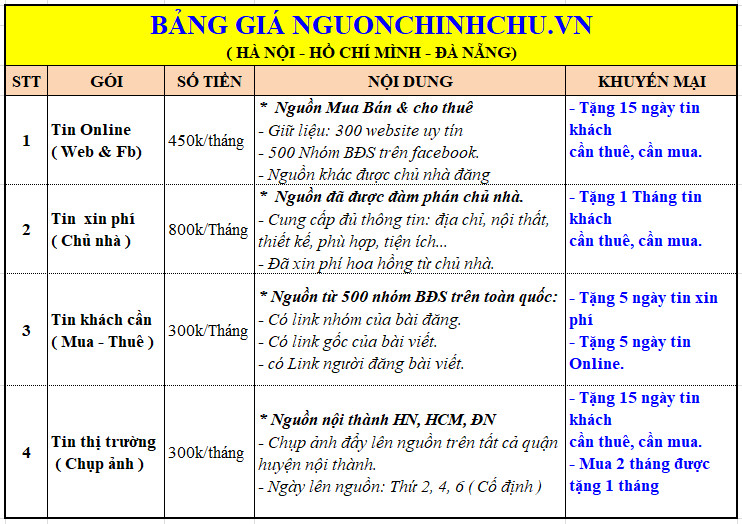 BẢNG GIÁ NGUONCHINHCHU.VN
( HÀ NỘI - HỒ CHÍ MÌNH - ĐÀ NẴNG)
STT GÓI SỐ TIỀN NỘI DUNG KHUYẾN MẠI
1
Tin Online
( Web & Fb)
450k/tháng
* Nguồn Mua Bán & cho thuê
- Giữ liệu: 300 website uy tín
- 500 Nhóm BĐS trên facebook.
- Nguồn khác được chủ nhà đăng
- Tặng 15 ngày tin
khách
cần thuê, cần mua.
2
Tin xin phí
( Chủ nhà )
800k/Tháng
* Nguồn đã được đàm phán chủ nhà.
- Cung cấp đủ thông tin: địa chỉ, nội thất,
thiết kế, phù hợp, tiện ích...
- Đã xin phí hoa hồng từ chủ nhà.
- Tặng 1 Tháng tin
khách
cần thuê, cần mua.
3
Tin khách cần
( Mua - Thuê )
300k/Tháng
* Nguồn từ 500 nhóm BĐS trên toàn quốc:
- Có link nhóm của bài đăng.
- Có link gốc của bài viết.
- có Link người đăng bài viết.
- Tặng 5 ngày tin xin
phí
- Tặng 5 ngày tin
Online.
4
Tin thị trường
( Chụp ảnh )
300k/tháng
* Nguồn nội thành HN, HCM, ĐN
- Chụp ảnh đẩy lên nguồn trên tất cả quận
huyện nội thành.
- Ngày lên nguồn: Thứ 2, 4, 6 ( Cố định )
- Tặng 15 ngày tin
khách
cần thuê, cần mua.
- Mua 2 tháng được
tặng 1 tháng